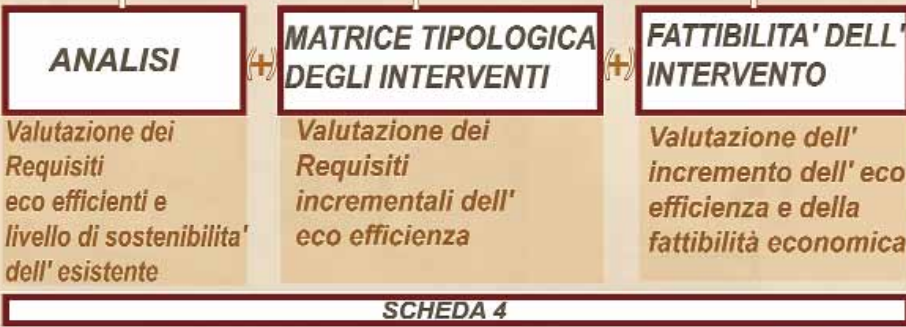 ANALISI
(+)
MATRICE TIPOLOGICA
DEGLI INTERVENTI
(+)
FATTIBILITA' DELL'
INTERVENTO
Valutazione dei
Requisiti
eco efficienti e
livello di sostenibilita'
dell' esistente
Valutazione dei
Requisiti
incrementali dell'
eco efficienza
Valutazione dell'
incremento dell' eco
efficienza e della
fattibilità economica
SCHEDA 4